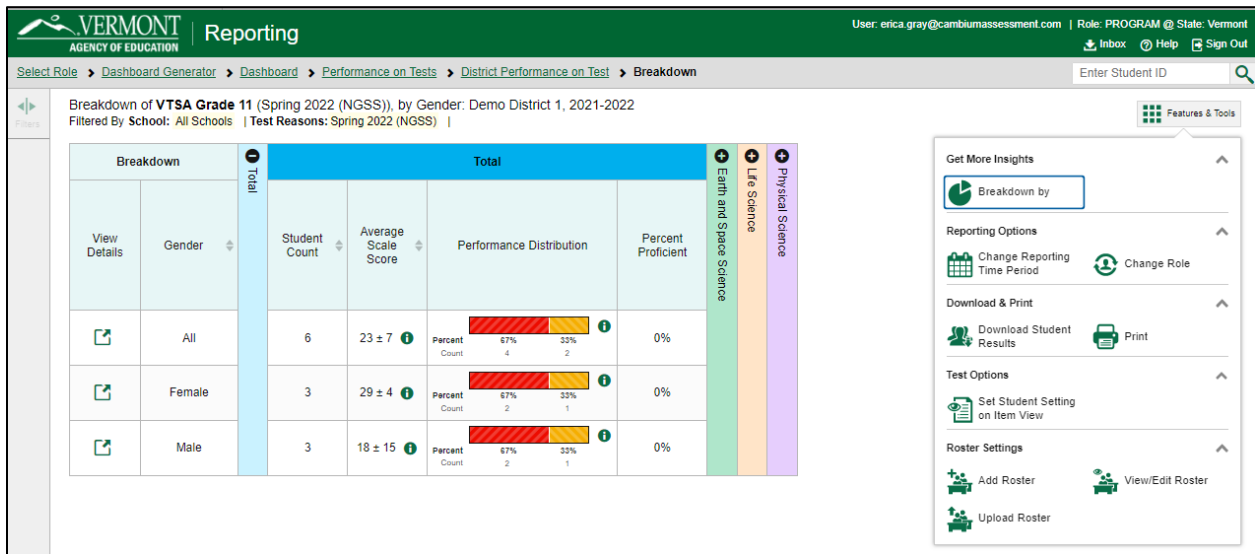 VERMONT
AGENCY OF EDUCATION
Reporting
User: erica.gray@cambiumassessment.com | Role: PROGRAM @ State: Vermont
Inbox Help Sign Out
Select Role > Dashboard Generator > Dashboard > Performance on Tests > District Performance on Test > Breakdown
Enter Student ID
Filters
Breakdown of VTSA Grade 11 (Spring 2022 (NGSS)), by Gender: Demo District 1, 2021-2022
Filtered By School: All Schools | Test Reasons: Spring 2022 (NGSS) |
Features & Tools
Breakdown
Total
Total
Earth and Space Science
Life Science
Physical Science
View Details
Gender
Student Count
Average Scale Score
Performance Distribution
Percent Proficient
All 6 23 ± 7 0%
Percent 67% 33%
Count 4 2
Female 3 29 ± 4 0%
Percent 67% 33%
Count 2 1
Male 3 18 ± 15 0%
Percent 67% 33%
Count 2 1
Get More Insights
Breakdown by
Reporting Options
Change Reporting Time Period
Change Role
Download & Print
Download Student Results
Print
Test Options
Set Student Setting on Item View
Roster Settings
Add Roster
View/Edit Roster
Upload Roster